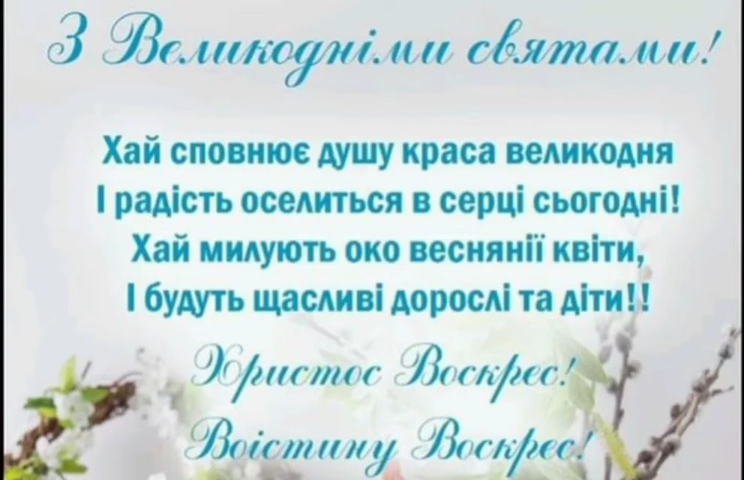 З Великодніми святами!
Хай сповнює душу краса великодня
І радість оселиться в серці сьогодні!
Хай милують око веснянії квіти,
І будуть щасливі дорослі та діти!!
Христос Воскрес!
Воістину Воскрес!